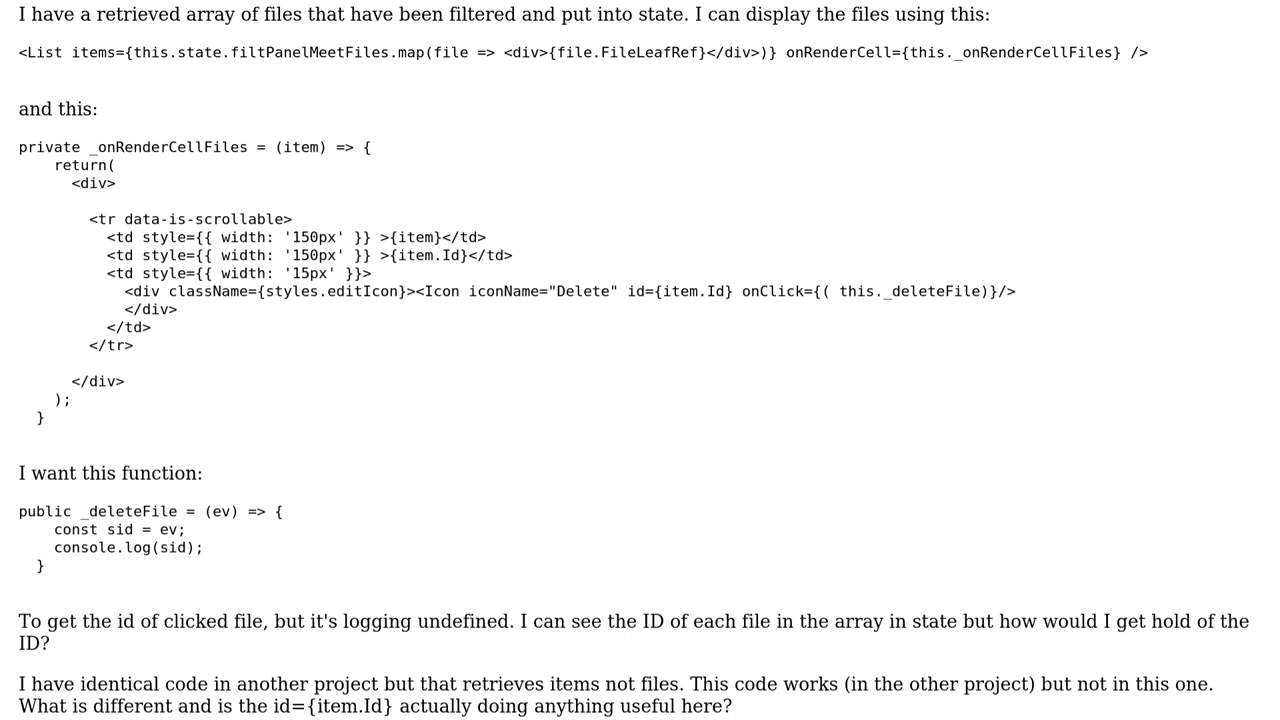 I have a retrieved array of files that have been filtered and put into state. I can display the files using this:
<List items={this.state.filtPanelMeetFiles.map(file => <div>{file.FileLeafRef}</div>)} onRenderCell={this._onRenderCellFiles} />
and this:
private _onRenderCellFiles = (item) => {
    return(
      <div>
        <tr data-is-scrollable>
          <td style={{ width: '150px' }} >{item}</td>
          <td style={{ width: '150px' }} >{item.Id}</td>
          <td style={{ width: '15px' }}>
            <div className={styles.editIcon}><Icon iconName="Delete" id={item.Id} onClick={( this._deleteFile)}/>
            </div>
          </td>
        </tr>
      </div>
    );
  }
I want this function:
public _deleteFile = (ev) => {
    const sid = ev;
    console.log(sid);
  }
To get the id of clicked file, but it's logging undefined. I can see the ID of each file in the array in state but how would I get hold of the
ID?
I have identical code in another project but that retrieves items not files. This code works (in the other project) but not in this one.
What is different and is the id={item.Id} actually doing anything useful here?